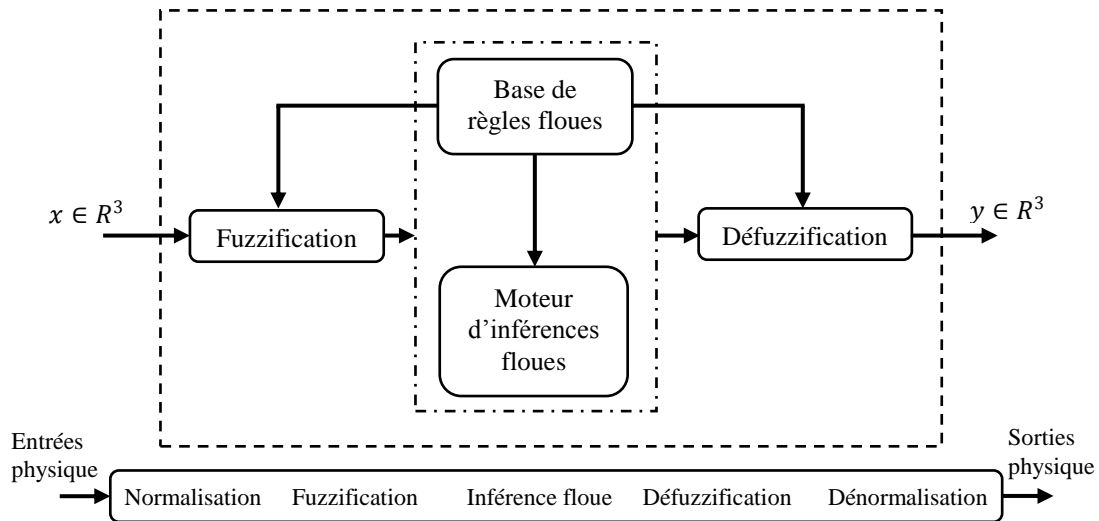 Base de
règles floues
x ∈ R³
Fuzzification
Défuzzification
y ∈ R³
Moteur
d’inférences
floues
Entrées
physique
Normalisation Fuzzification Inférence floue Défuzzification Dénormalisation
Sorties
physique